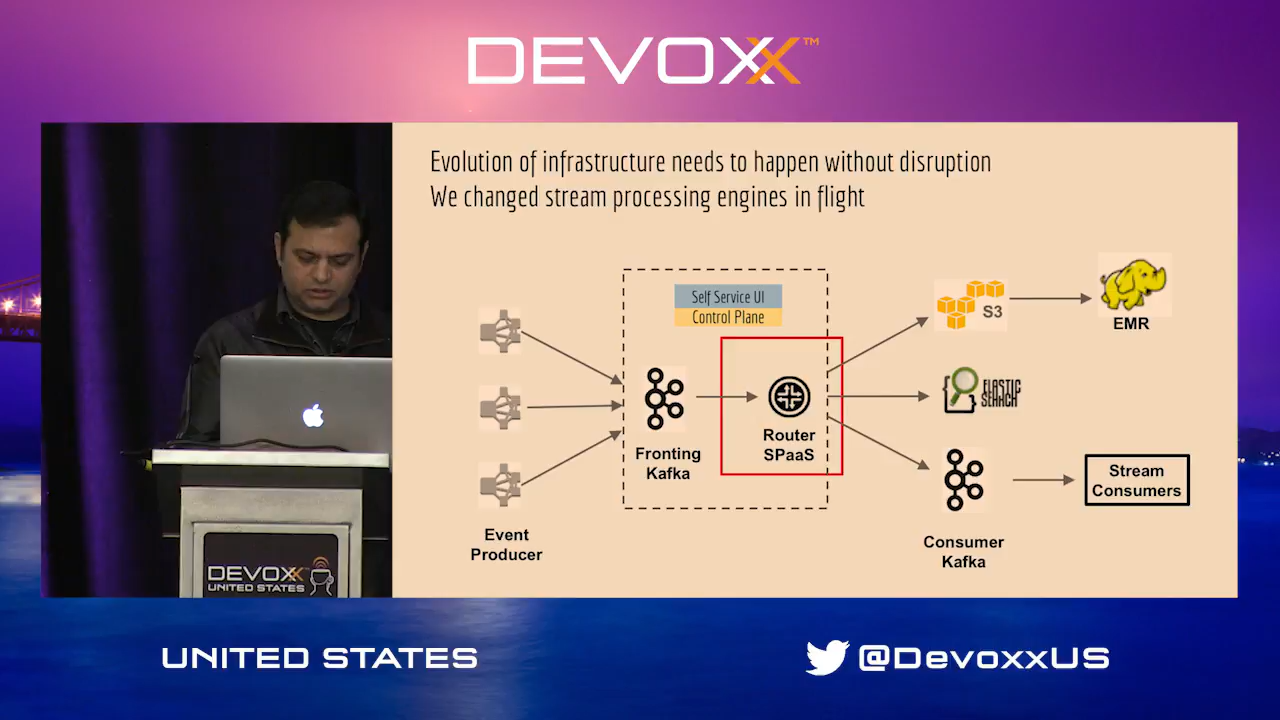 DEVOXX™
Evolution of infrastructure needs to happen without disruption
We changed stream processing engines in flight
Self Service UI
Control Plane
S3
EMR
ELASTIC
SEARCH
Fronting
Kafka
Router
SPaaS
Stream
Consumers
Event
Producer
Consumer
Kafka
DEVOXX
UNITED STATES
UNITED STATES
@DevoxxUS